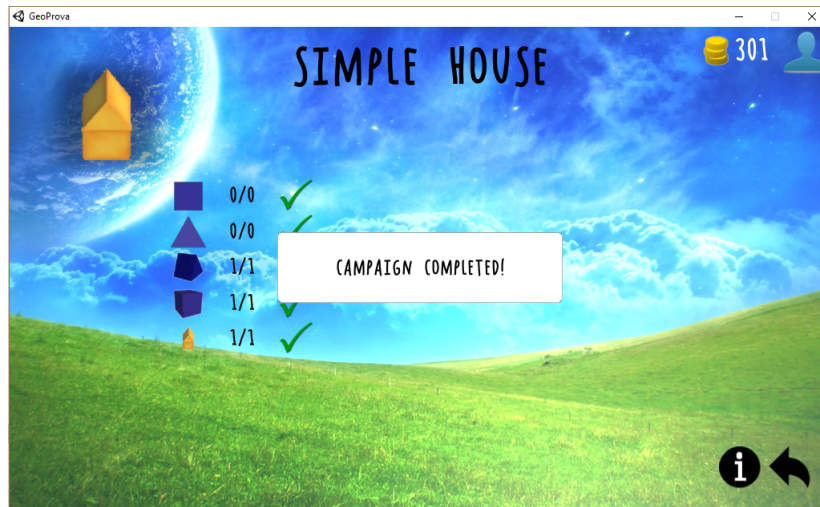 GeoProva
SIMPLE HOUSE
301
0/0
0/0
1/1
CAMPAIGN COMPLETED!
1/1
1/1
i